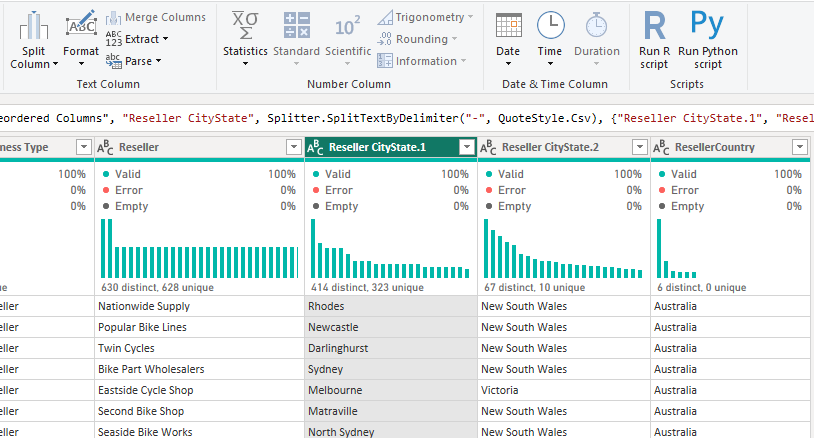 Split Column
Format
Merge Columns
ABC 123 Extract
abc Parse
Text Column
XO Σ
Statistics
Standard
10² Scientific
Trigonometry
.00 →.0 Rounding
Information
Number Column
Date
Time
Duration
Date & Time Column
R Run R script
Py Run Python script
Scripts
eordered Columns", "Reseller CityState", Splitter.SplitTextByDelimiter("-", QuoteStyle.Csv), {"Reseller CityState.1", "Resel
ness Type ABC Reseller ABC Reseller CityState.1 ABC Reseller CityState.2 ABC ResellerCountry
100% Valid 100% Valid 100% Valid 100% Valid 100%
0% Error 0% Error 0% Error 0% Error 0%
0% Empty 0% Empty 0% Empty 0% Empty 0%
ue 630 distinct, 628 unique 414 distinct, 323 unique 67 distinct, 10 unique 6 distinct, 0 unique
eller Nationwide Supply Rhodes New South Wales Australia
eller Popular Bike Lines Newcastle New South Wales Australia
eller Twin Cycles Darlinghurst New South Wales Australia
eller Bike Part Wholesalers Sydney New South Wales Australia
eller Eastside Cycle Shop Melbourne Victoria Australia
eller Second Bike Shop Matraville New South Wales Australia
eller Seaside Bike Works North Sydney New South Wales Australia